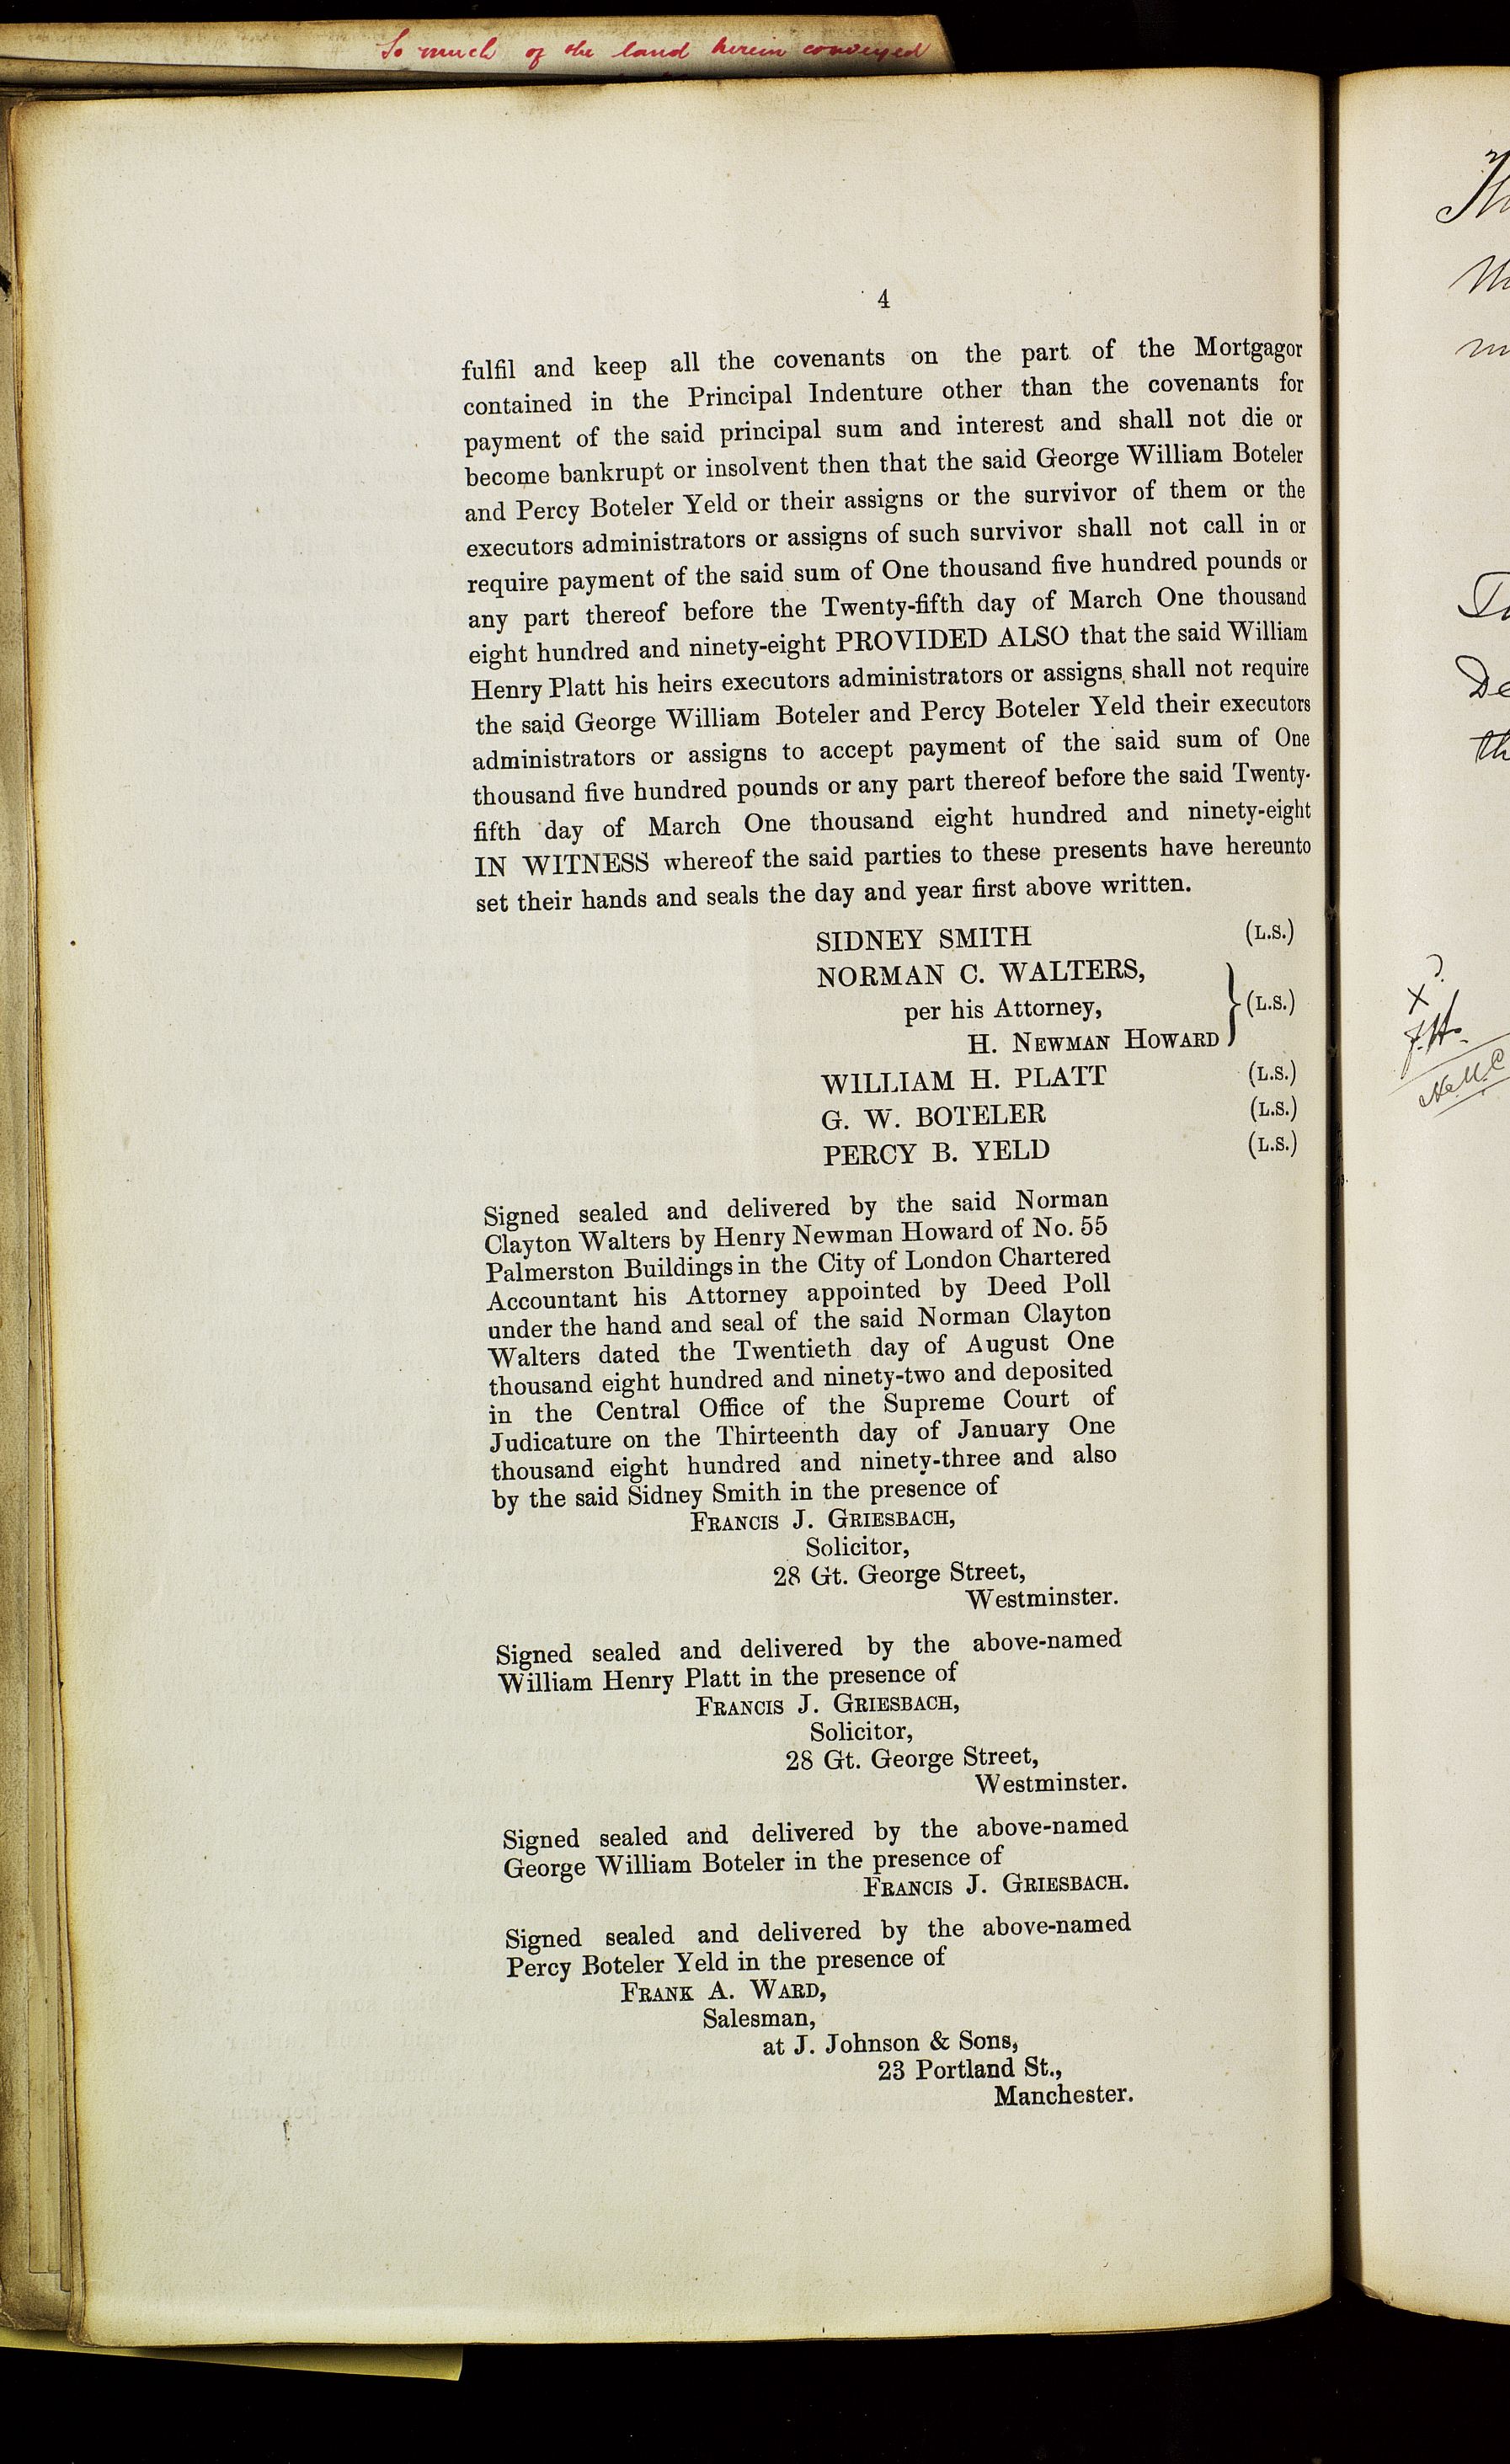 So much of the land herein conveyed
4
fulfil and keep all the covenants on the part of the Mortgagor
contained in the Principal Indenture other than the covenants for
payment of the said principal sum and interest and shall not die or
become bankrupt or insolvent then that the said George William Boteler
and Percy Boteler Yeld or their assigns or the survivor of them or the
executors administrators or assigns of such survivor shall not call in or
require payment of the said sum of One thousand five hundred pounds or
any part thereof before the Twenty-fifth day of March One thousand
eight hundred and ninety-eight PROVIDED ALSO that the said William
Henry Platt his heirs executors administrators or assigns shall not require
the said George William Boteler and Percy Boteler Yeld their executors
administrators or assigns to accept payment of the said sum of One
thousand five hundred pounds or any part thereof before the said Twenty-
fifth day of March One thousand eight hundred and ninety-eight
IN WITNESS whereof the said parties to these presents have hereunto
set their hands and seals the day and year first above written.
SIDNEY SMITH (L.S.)
NORMAN C. WALTERS,
per his Attorney, (L.S.)
H. NEWMAN HOWARD
WILLIAM H. PLATT (L.S.)
G. W. BOTELER (L.S.)
PERCY B. YELD (L.S.)
Signed sealed and delivered by the said Norman
Clayton Walters by Henry Newman Howard of No. 55
Palmerston Buildings in the City of London Chartered
Accountant his Attorney appointed by Deed Poll
under the hand and seal of the said Norman Clayton
Walters dated the Twentieth day of August One
thousand eight hundred and ninety-two and deposited
in the Central Office of the Supreme Court of
Judicature on the Thirteenth day of January One
thousand eight hundred and ninety-three and also
by the said Sidney Smith in the presence of
FRANCIS J. GRIESBACH,
Solicitor,
28 Gt. George Street,
Westminster.
Signed sealed and delivered by the above-named
William Henry Platt in the presence of
FRANCIS J. GRIESBACH,
Solicitor,
28 Gt. George Street,
Westminster.
Signed sealed and delivered by the above-named
George William Boteler in the presence of
FRANCIS J. GRIESBACH.
Signed sealed and delivered by the above-named
Percy Boteler Yeld in the presence of
FRANK A. WARD,
Salesman,
at J. Johnson & Sons,
23 Portland St.,
Manchester.